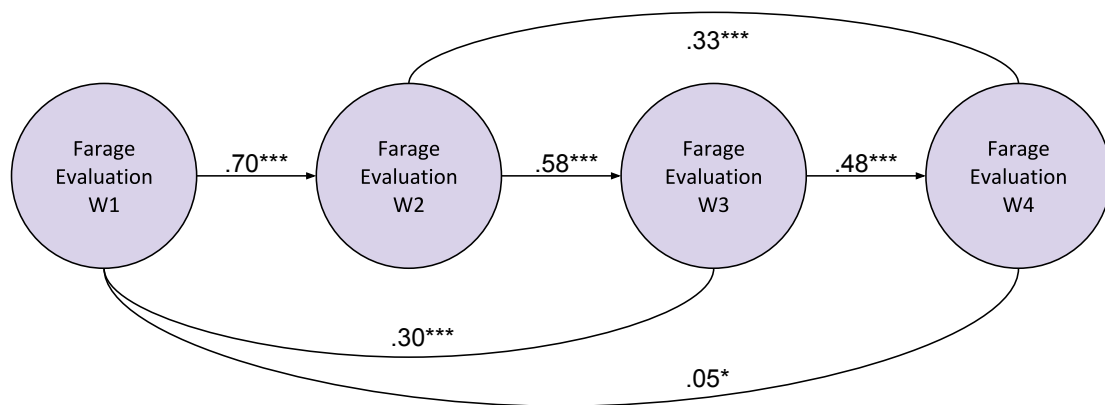 .33***
Farage
Evaluation
W1
.70***
Farage
Evaluation
W2
.58***
Farage
Evaluation
W3
.48***
Farage
Evaluation
W4
.30***
.05*